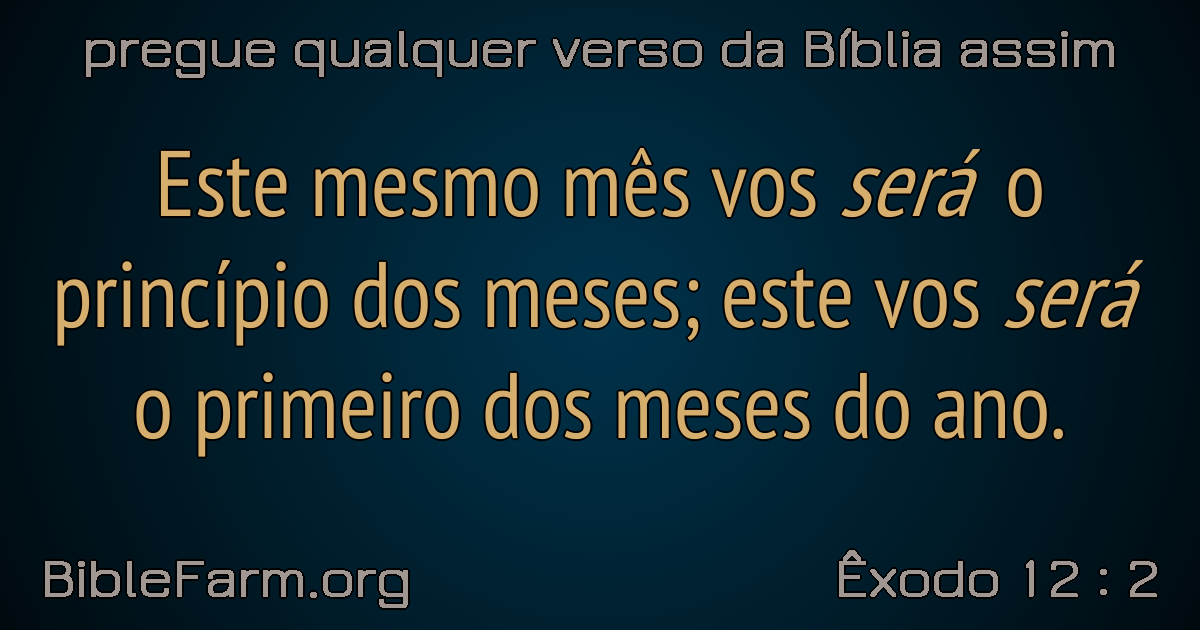 pregue qualquer verso da Bíblia assim
Este mesmo mês vos será o
princípio dos meses; este vos será
o primeiro dos meses do ano.
BibleFarm.org
Êxodo 12 : 2